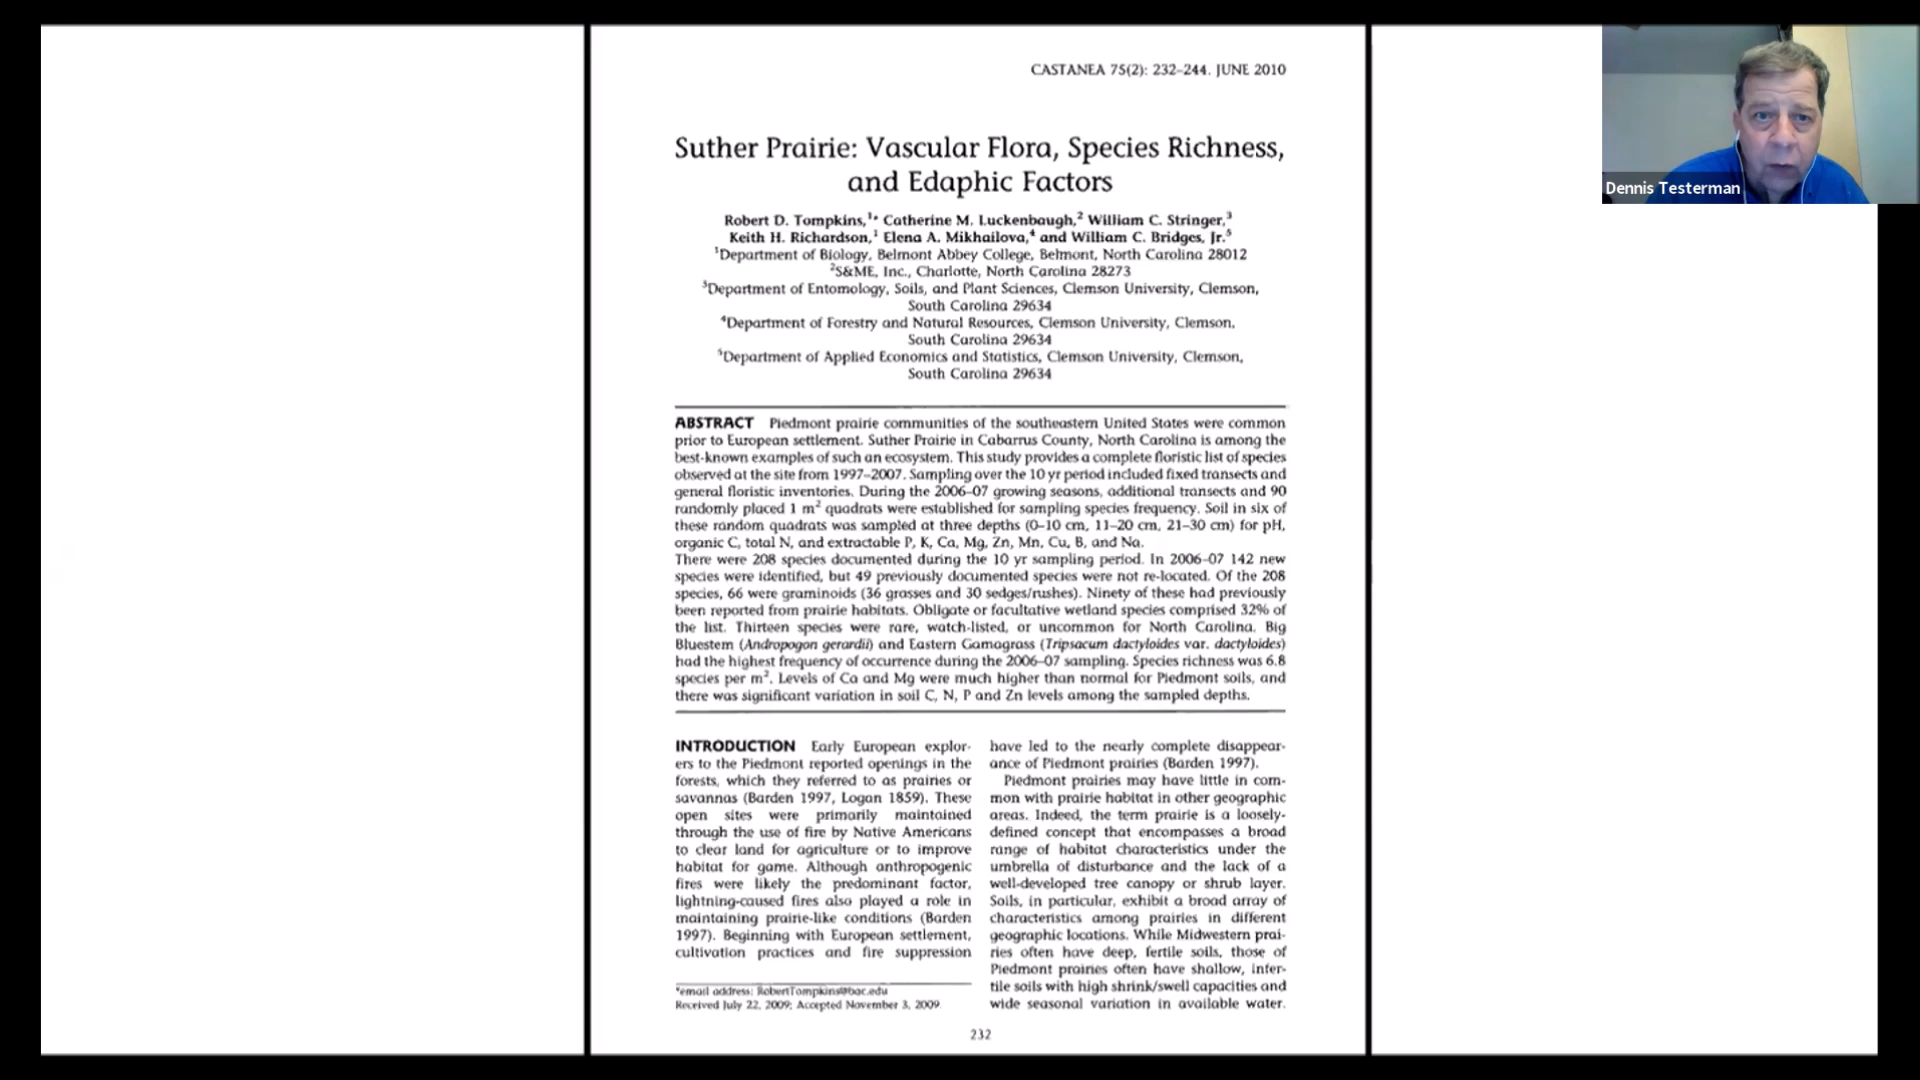 CASTANEA 75(2): 232–244. JUNE 2010
Suther Prairie: Vascular Flora, Species Richness,
and Edaphic Factors
Robert D. Tompkins,¹* Catherine M. Luckenbaugh,² William C. Stringer,³
Keith H. Richardson,¹ Elena A. Mikhailova,⁴ and William C. Bridges, Jr.⁵
¹Department of Biology, Belmont Abbey College, Belmont, North Carolina 28012
²S&ME, Inc., Charlotte, North Carolina 28273
³Department of Entomology, Soils, and Plant Sciences, Clemson University, Clemson,
South Carolina 29634
⁴Department of Forestry and Natural Resources, Clemson University, Clemson,
South Carolina 29634
⁵Department of Applied Economics and Statistics, Clemson University, Clemson,
South Carolina 29634
ABSTRACT Piedmont prairie communities of the southeastern United States were common
prior to European settlement. Suther Prairie in Cabarrus County, North Carolina is among the
best-known examples of such an ecosystem. This study provides a complete floristic list of species
observed at the site from 1997–2007. Sampling over the 10 yr period included fixed transects and
general floristic inventories. During the 2006–07 growing seasons, additional transects and 90
randomly placed 1 m² quadrats were established for sampling species frequency. Soil in six of
these random quadrats was sampled at three depths (0–10 cm, 11–20 cm, 21–30 cm) for pH,
organic C, total N, and extractable P, K, Ca, Mg, Zn, Mn, Cu, B, and Na.
There were 208 species documented during the 10 yr sampling period. In 2006–07 142 new
species were identified, but 49 previously documented species were not re-located. Of the 208
species, 66 were graminoids (36 grasses and 30 sedges/rushes). Ninety of these had previously
been reported from prairie habitats. Obligate or facultative wetland species comprised 32% of
the list. Thirteen species were rare, watch-listed, or uncommon for North Carolina. Big
Bluestem (Andropogon gerardii) and Eastern Gamagrass (Tripsacum dactyloides var. dactyloides)
had the highest frequency of occurrence during the 2006–07 sampling. Species richness was 6.8
species per m². Levels of Ca and Mg were much higher than normal for Piedmont soils, and
there was significant variation in soil C, N, P and Zn levels among the sampled depths.
INTRODUCTION Early European explor-
ers to the Piedmont reported openings in the
forests, which they referred to as prairies or
savannas (Barden 1997, Logan 1859). These
open sites were primarily maintained
through the use of fire by Native Americans
to clear land for agriculture or to improve
habitat for game. Although anthropogenic
fires were likely the predominant factor,
lightning-caused fires also played a role in
maintaining prairie-like conditions (Barden
1997). Beginning with European settlement,
cultivation practices and fire suppression
*email address: RobertTompkins@bac.edu
Received July 22, 2009; Accepted November 3, 2009
have led to the nearly complete disappear-
ance of Piedmont prairies (Barden 1997).
Piedmont prairies may have little in com-
mon with prairie habitat in other geographic
areas. Indeed, the term prairie is a loosely-
defined concept that encompasses a broad
range of habitat characteristics under the
umbrella of disturbance and the lack of a
well-developed tree canopy or shrub layer.
Soils, in particular, exhibit a broad array of
characteristics among prairies in different
geographic locations. While Midwestern prai-
ries often have deep, fertile soils, those of
Piedmont prairies often have shallow, infer-
tile soils with high shrink/swell capacities and
wide seasonal variation in available water.
232
Dennis Testerman